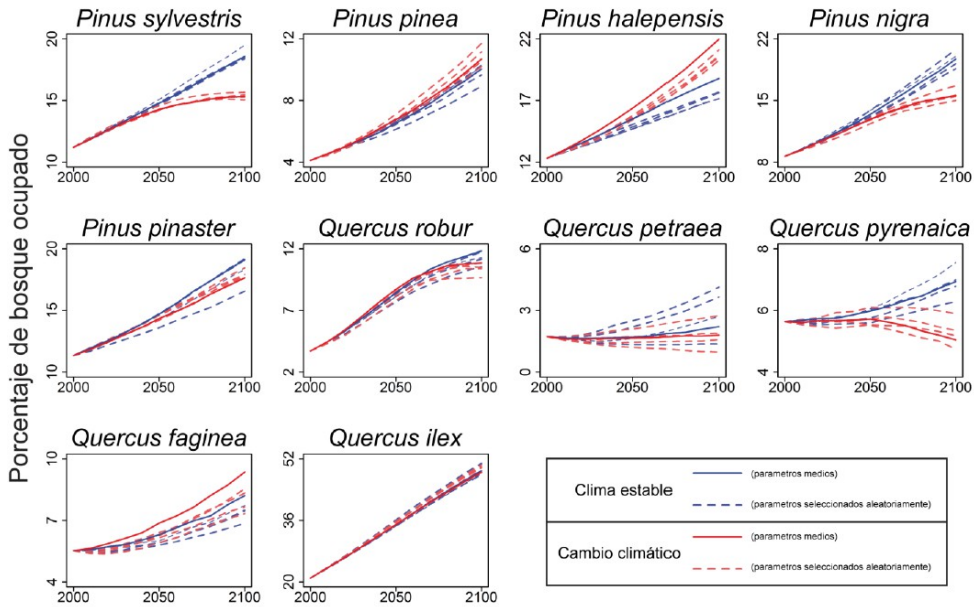 Porcentaje de bosque ocupado
Pinus sylvestris
20
15
10
2000 2050 2100
Pinus pinea
12
8
4
2000 2050 2100
Pinus halepensis
22
17
12
2000 2050 2100
Pinus nigra
22
15
8
2000 2050 2100
Pinus pinaster
20
15
10
2000 2050 2100
Quercus robur
12
7
2
2000 2050 2100
Quercus petraea
6
3
0
2000 2050 2100
Quercus pyrenaica
8
6
4
2000 2050 2100
Quercus faginea
10
7
4
2000 2050 2100
Quercus ilex
52
36
20
2000 2050 2100
Clima estable
(parametros medios)
(parametros seleccionados aleatoriamente)
Cambio climático
(parametros medios)
(parametros seleccionados aleatoriamente)